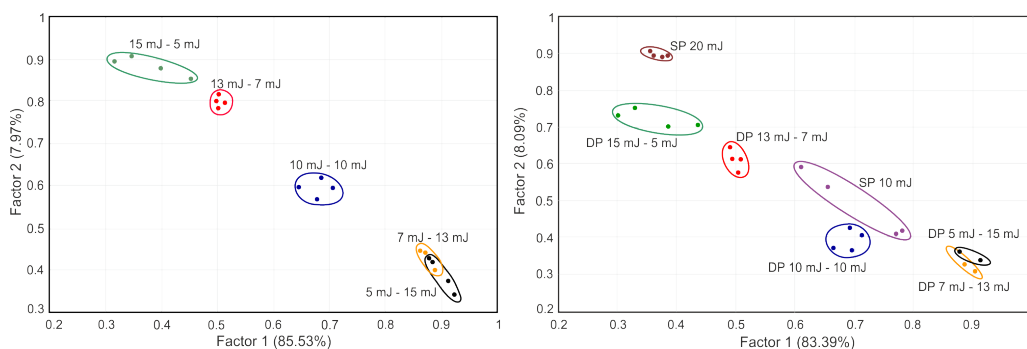 1
0.9
0.8
0.7
0.6
0.5
0.4
0.3
Factor 2 (7.97%)
15 mJ - 5 mJ
13 mJ - 7 mJ
10 mJ - 10 mJ
7 mJ - 13 mJ
5 mJ - 15 mJ
0.2 0.3 0.4 0.5 0.6 0.7 0.8 0.9 1
Factor 1 (85.53%)
1
0.9
0.8
0.7
0.6
0.5
0.4
0.3
0.2
Factor 2 (8.09%)
SP 20 mJ
DP 15 mJ - 5 mJ
DP 13 mJ - 7 mJ
SP 10 mJ
DP 10 mJ - 10 mJ
DP 5 mJ - 15 mJ
DP 7 mJ - 13 mJ
0.2 0.3 0.4 0.5 0.6 0.7 0.8 0.9
Factor 1 (83.39%)